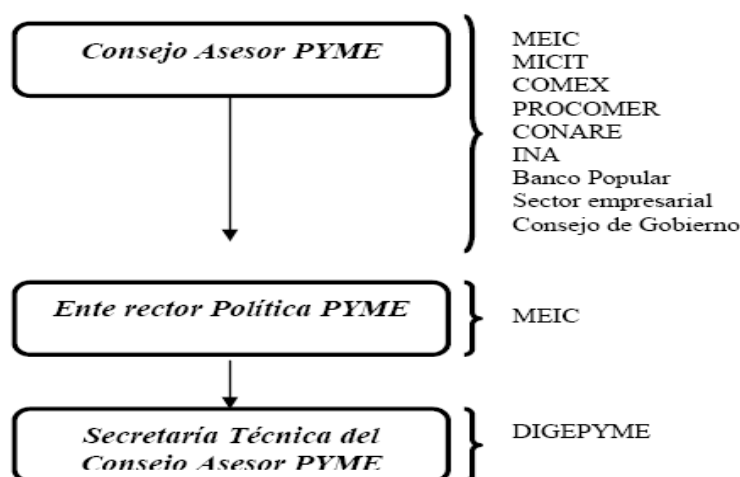 Consejo Asesor PYME
MEIC
MICIT
COMEX
PROCOMER
CONARE
INA
Banco Popular
Sector empresarial
Consejo de Gobierno
Ente rector Política PYME
MEIC
Secretaría Técnica del
Consejo Asesor PYME
DIGEPYME